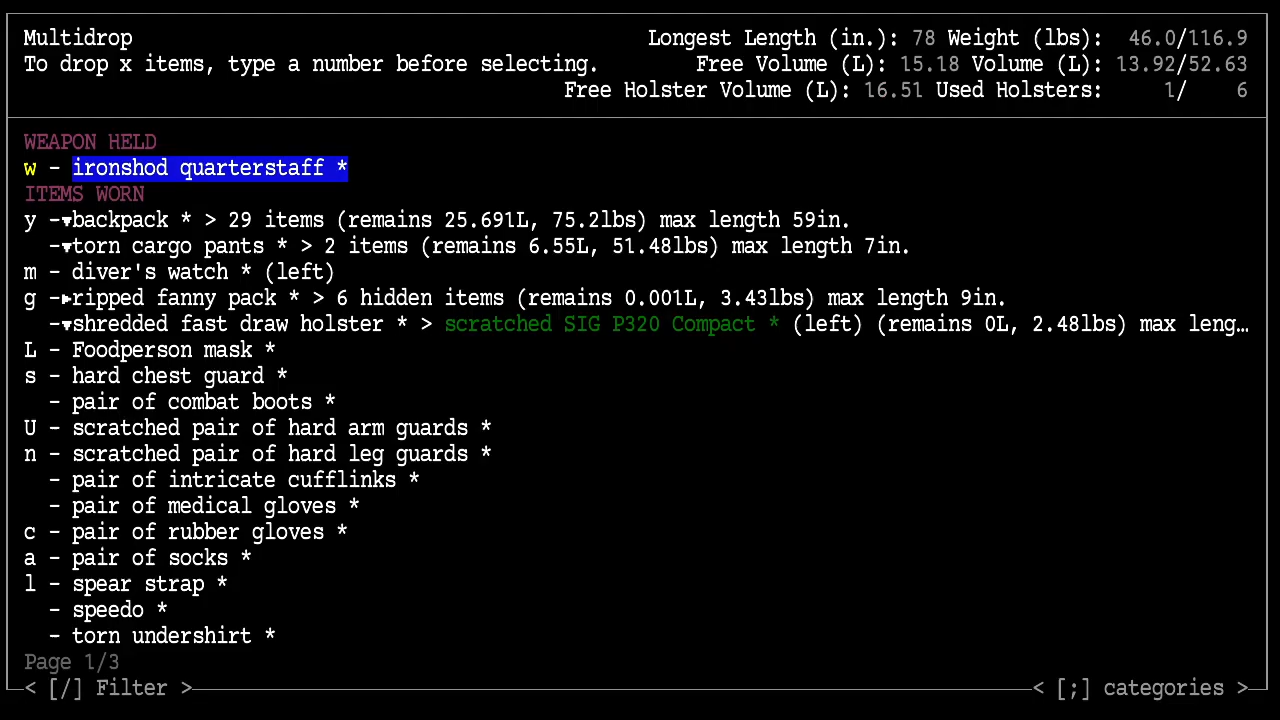 Multidrop Longest Length (in.): 78 Weight (lbs): 46.0/116.9
To drop x items, type a number before selecting. Free Volume (L): 15.18 Volume (L): 13.92/52.63
Free Holster Volume (L): 16.51 Used Holsters: 1/ 6
WEAPON HELD
w - ironshod quarterstaff *
ITEMS WORN
y -▾backpack * > 29 items (remains 25.691L, 75.2lbs) max length 59in.
-▾torn cargo pants * > 2 items (remains 6.55L, 51.48lbs) max length 7in.
m - diver's watch * (left)
g -▸ripped fanny pack * > 6 hidden items (remains 0.001L, 3.43lbs) max length 9in.
-▾shredded fast draw holster * > scratched SIG P320 Compact * (left) (remains 0L, 2.48lbs) max leng…
L - Foodperson mask *
s - hard chest guard *
- pair of combat boots *
U - scratched pair of hard arm guards *
n - scratched pair of hard leg guards *
- pair of intricate cufflinks *
- pair of medical gloves *
c - pair of rubber gloves *
a - pair of socks *
l - spear strap *
- speedo *
- torn undershirt *
Page 1/3
< [/] Filter > < [;] categories >